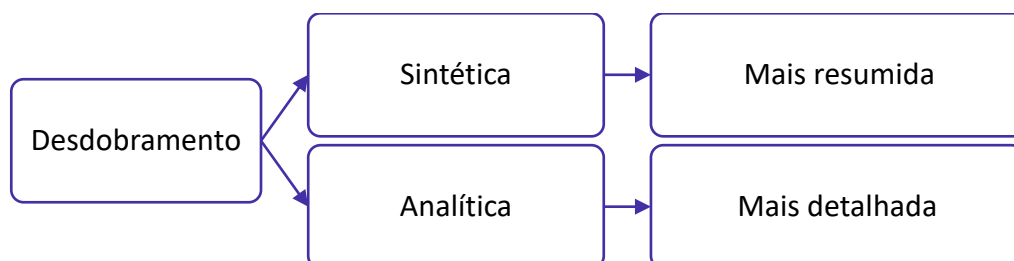 Desdobramento
Sintética
Mais resumida
Analítica
Mais detalhada